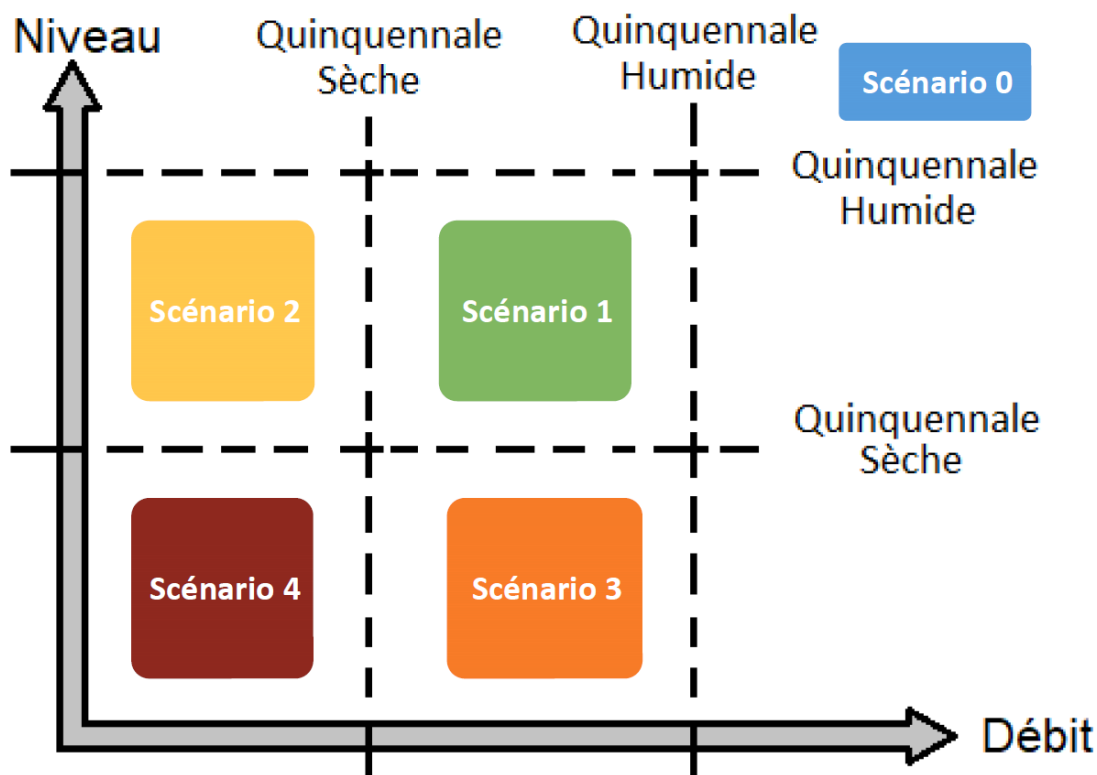 Niveau
Quinquennale
Sèche
Quinquennale
Humide
Scénario 0
Quinquennale
Humide
Scénario 2
Scénario 1
Quinquennale
Sèche
Scénario 4
Scénario 3
Débit